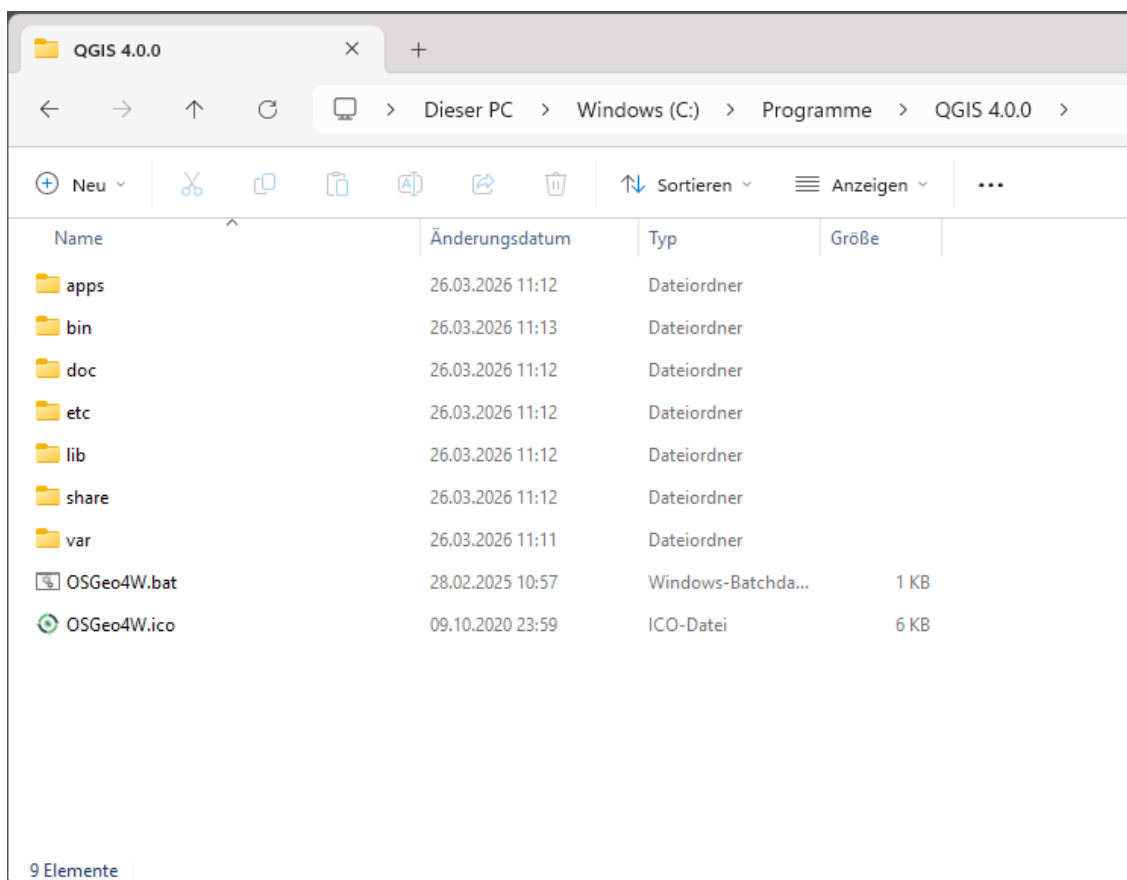 QGIS 4.0.0
Dieser PC > Windows (C:) > Programme > QGIS 4.0.0 >
Neu Sortieren Anzeigen
Name Änderungsdatum Typ Größe
apps 26.03.2026 11:12 Dateiordner
bin 26.03.2026 11:13 Dateiordner
doc 26.03.2026 11:12 Dateiordner
etc 26.03.2026 11:12 Dateiordner
lib 26.03.2026 11:12 Dateiordner
share 26.03.2026 11:12 Dateiordner
var 26.03.2026 11:11 Dateiordner
OSGeo4W.bat 28.02.2025 10:57 Windows-Batchda... 1 KB
OSGeo4W.ico 09.10.2020 23:59 ICO-Datei 6 KB
9 Elemente